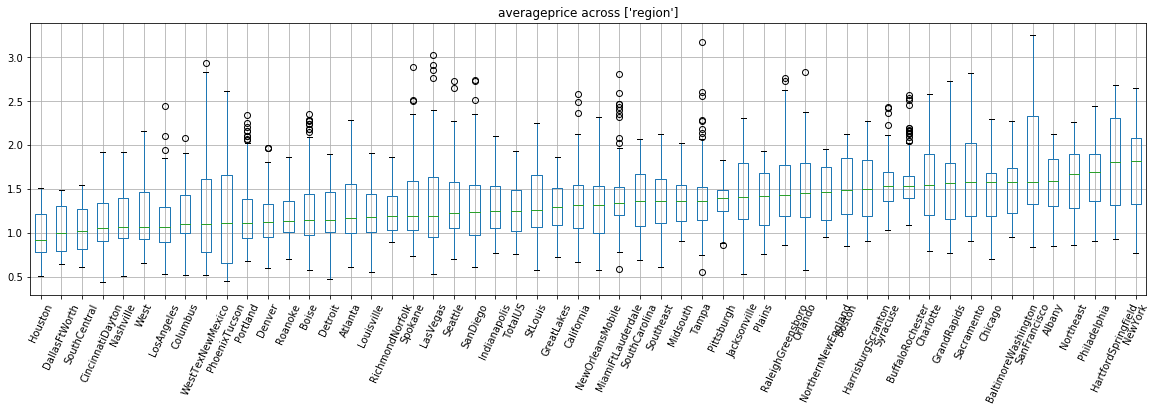 averageprice across ['region']
3.0
2.5
2.0
1.5
1.0
0.5
Houston
DallasFtWorth
SouthCentral
CincinnatiDayton
Nashville
West
LosAngeles
Columbus
WestTexNewMexico
PhoenixTucson
Portland
Denver
Roanoke
Boise
Detroit
Atlanta
Louisville
RichmondNorfolk
Spokane
LasVegas
Seattle
SanDiego
Indianapolis
TotalUS
StLouis
GreatLakes
California
NewOrleansMobile
MiamiFtLauderdale
SouthCarolina
Southeast
Midsouth
Tampa
Pittsburgh
Jacksonville
Plains
RaleighGreensboro
Orlando
NorthernNewEngland
Boston
HarrisburgScranton
Syracuse
BuffaloRochester
Charlotte
GrandRapids
Sacramento
Chicago
BaltimoreWashington
SanFrancisco
Albany
Northeast
Philadelphia
HartfordSpringfield
NewYork